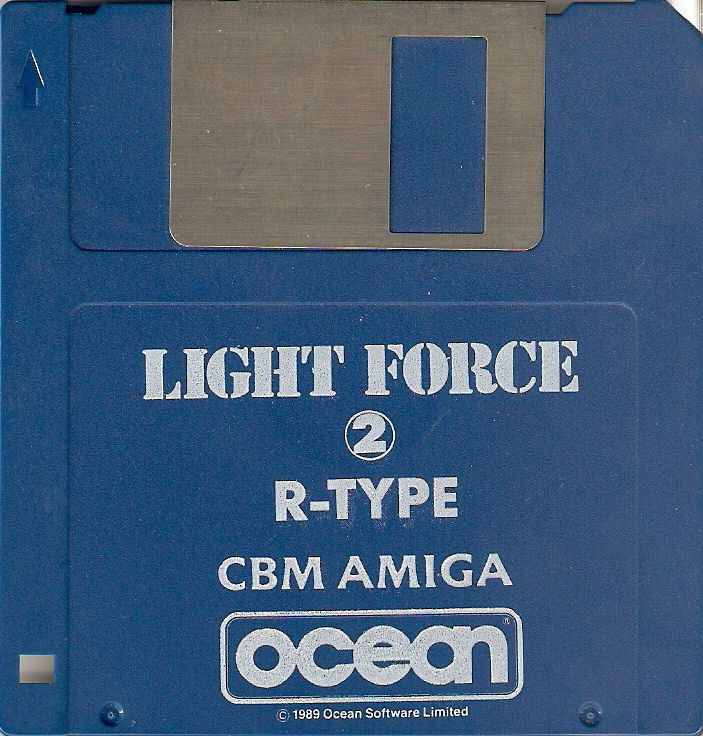 LIGHT FORCE
2
R-TYPE
CBM AMIGA
ocean®
© 1989 Ocean Software Limited